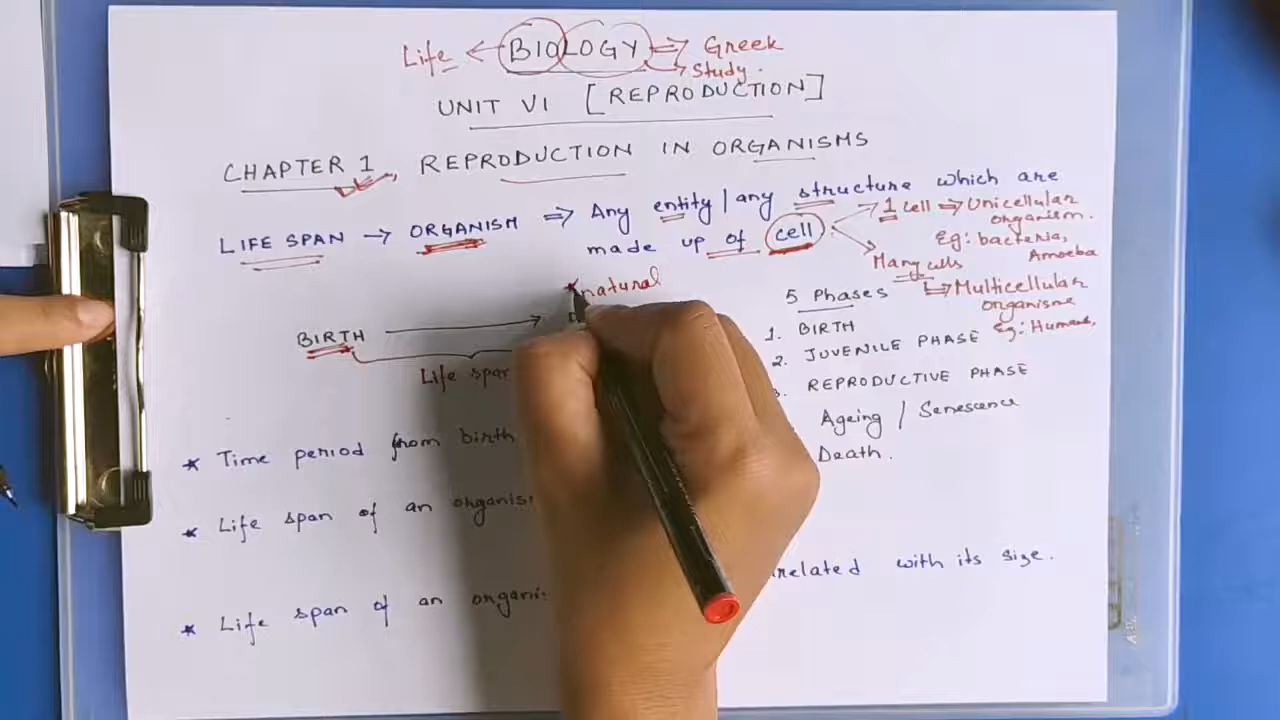 Life ← BIOLOGY ⇒ Greek
→ Study.
UNIT VI [REPRODUCTION]
CHAPTER 1, REPRODUCTION IN ORGANISMS
LIFE SPAN → ORGANISM ⇒ Any entity / any structure which are
made up of cell
1 cell ⇒ Unicellular
organism.
Eg: bacteria,
Amoeba
Many cells
Multicellular
organisms
Eg: Humans,
natural
BIRTH →
Life span
5 Phases
1. BIRTH
2. JUVENILE PHASE
3. REPRODUCTIVE PHASE
Ageing / Senescence
Death.
* Time period from birth
* Life span of an
related with its size.
* Life span of an